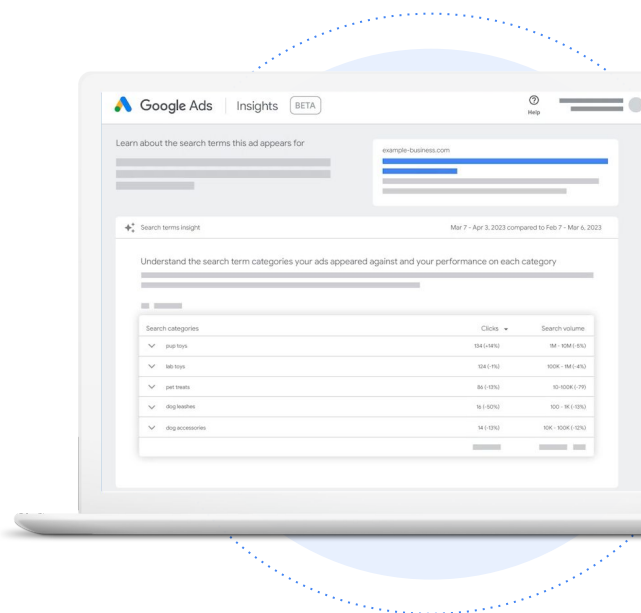 Google Ads Insights BETA
Help
Learn about the search terms this ad appears for
example-business.com
Search terms insight Mar 7 - Apr 3, 2023 compared to Feb 7 - Mar 6, 2023
Understand the search term categories your ads appeared against and your performance on each category
Search categories Clicks Search volume
pup toys 134 (+14%) 1M - 10M (-5%)
lab toys 124 (-1%) 100K - 1M (-4%)
pet treats 86 (-13%) 10-100K (-79)
dog leashes 16 (-50%) 100 - 1K (-13%)
dog accessories 14 (-13%) 10K - 100K (-12%)